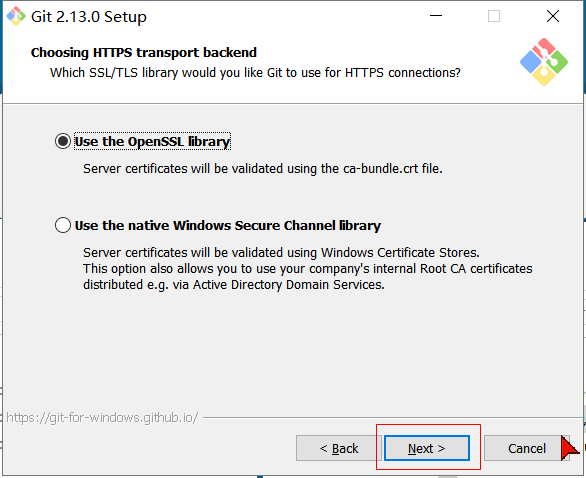 Git 2.13.0 Setup
Choosing HTTPS transport backend
Which SSL/TLS library would you like Git to use for HTTPS connections?
Use the OpenSSL library
Server certificates will be validated using the ca-bundle.crt file.
Use the native Windows Secure Channel library
Server certificates will be validated using Windows Certificate Stores.
This option also allows you to use your company's internal Root CA certificates
distributed e.g. via Active Directory Domain Services.
https://git-for-windows.github.io/
< Back
Next >
Cancel